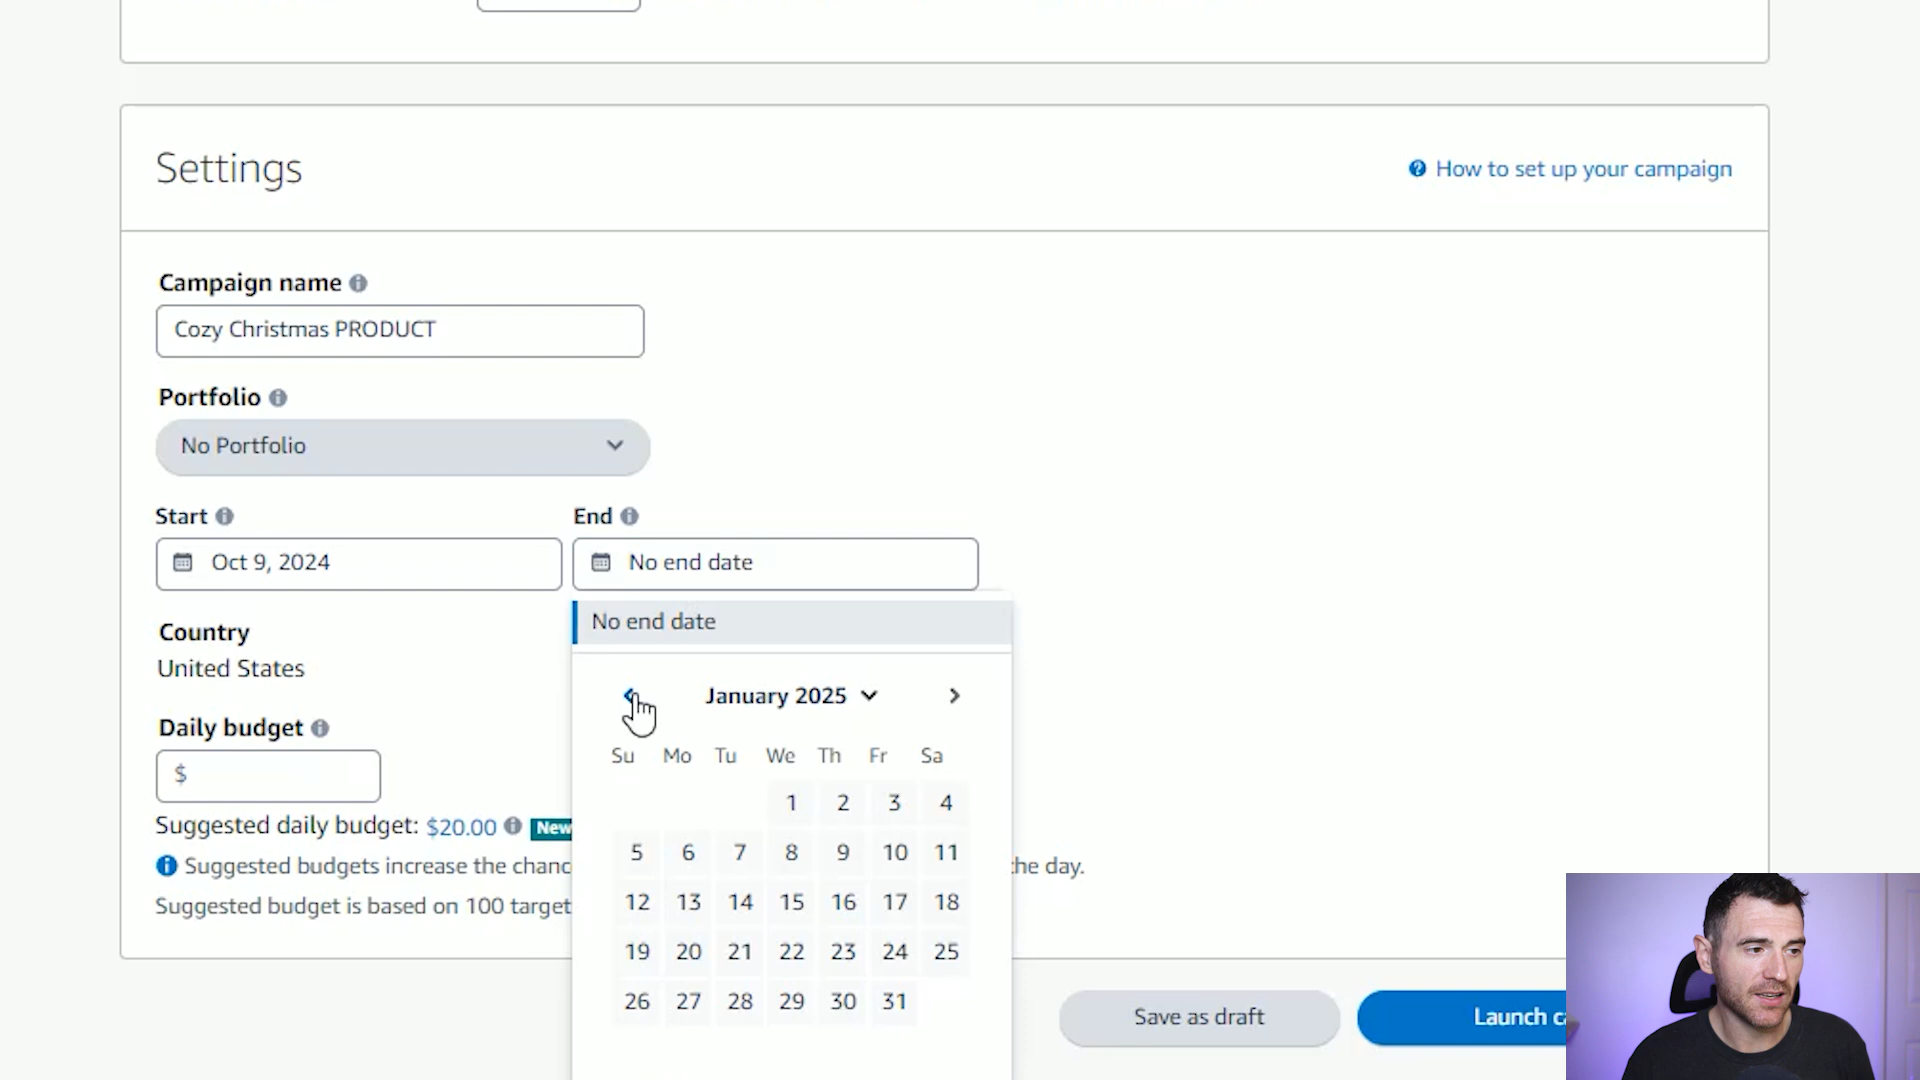 Settings
How to set up your campaign
Campaign name
Cozy Christmas PRODUCT
Portfolio
No Portfolio
Start
End
Oct 9, 2024
No end date
No end date
Country
United States
January 2025
Su Mo Tu We Th Fr Sa
1 2 3 4
5 6 7 8 9 10 11
12 13 14 15 16 17 18
19 20 21 22 23 24 25
26 27 28 29 30 31
Daily budget
$
Suggested daily budget: $20.00 New
Suggested budgets increase the chanc
the day.
Suggested budget is based on 100 target
Save as draft
Launch